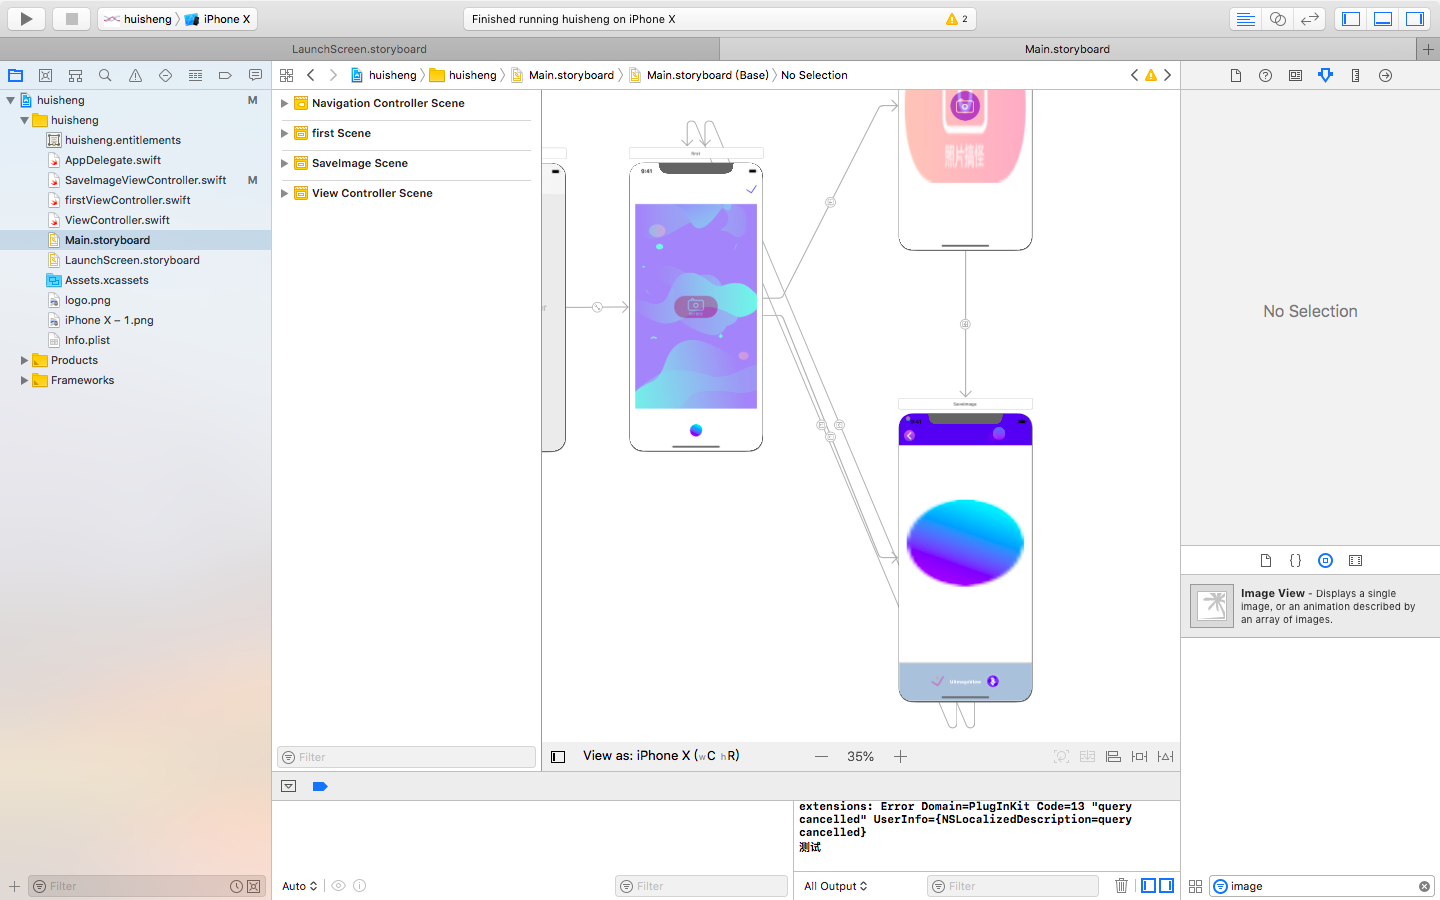 huisheng
iPhone X
Finished running huisheng on iPhone X
2
LaunchScreen.storyboard
Main.storyboard
huisheng
huisheng
Main.storyboard
Main.storyboard (Base)
No Selection
huisheng
M
huisheng
huisheng.entitlements
AppDelegate.swift
SaveImageViewController.swift
M
firstViewController.swift
ViewController.swift
Main.storyboard
LaunchScreen.storyboard
Assets.xcassets
logo.png
iPhone X – 1.png
Info.plist
Products
Frameworks
Navigation Controller Scene
first Scene
SaveImage Scene
View Controller Scene
first
9:41
照片搞怪
SaveImage
9:41
UIImageView
No Selection
Image View - Displays a single
image, or an animation described by
an array of images.
Filter
View as: iPhone X (wC hR)
35%
extensions: Error Domain=PlugInKit Code=13 "query
cancelled" UserInfo={NSLocalizedDescription=query
cancelled}
测试
Filter
Auto
Filter
All Output
Filter
image